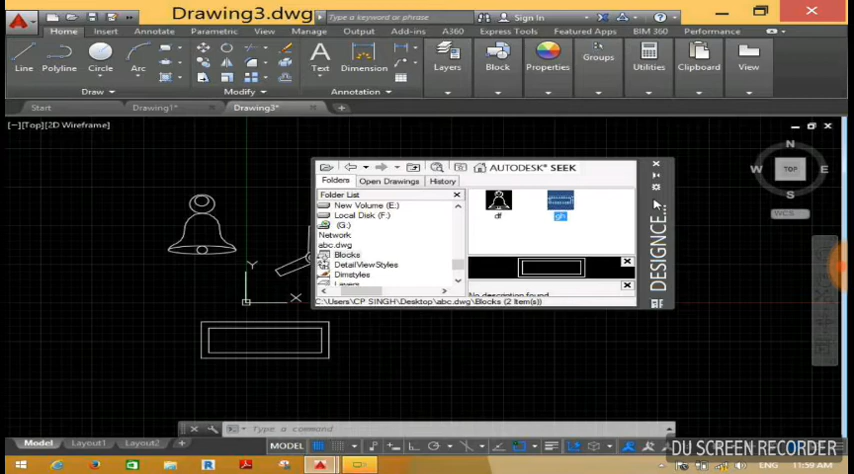 Drawing3.dwg
Type a keyword or phrase
Sign In
Home Insert Annotate Parametric View Manage Output Add-ins A360 Express Tools Featured Apps BIM 360 Performance
Line Polyline Circle Arc Text Dimension Layers Block Properties Groups Utilities Clipboard View
Draw Modify Annotation
Start Drawing1* Drawing3*
[−][Top][2D Wireframe]
N
W TOP E
S
WCS
AUTODESK® SEEK
Folders Open Drawings History
Folder List
New Volume (E:)
Local Disk (F:)
(G:)
Network
abc.dwg
Blocks
DetailViewStyles
Dimstyles
Layers
df gh
No description found
C:\Users\CP SINGH\Desktop\abc.dwg\Blocks (2 Item(s))
DESIGNCE...
Y
X
Type a command
Model Layout1 Layout2
MODEL
DU SCREEN RECORDER
ENG 11:59 AM